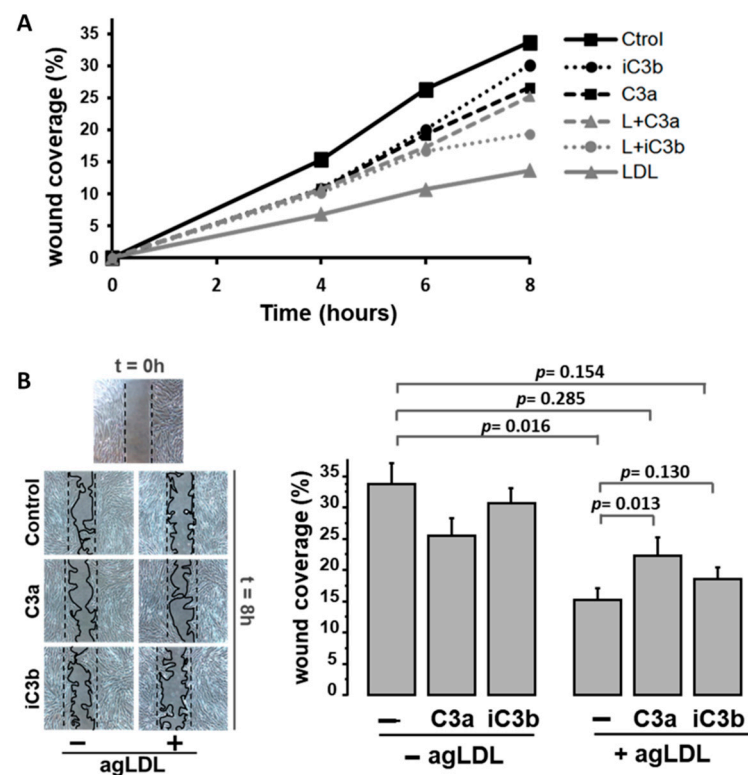 A
wound coverage (%)
35
30
25
20
15
10
5
0
0 2 4 6 8
Time (hours)
Ctrol
iC3b
C3a
L+C3a
L+iC3b
LDL
B
t = 0h
Control
C3a
iC3b
t = 8h
− +
agLDL
p= 0.154
p= 0.285
p= 0.016
p= 0.130
p= 0.013
wound coverage (%)
35
30
25
20
15
10
5
0
− C3a iC3b − C3a iC3b
− agLDL + agLDL